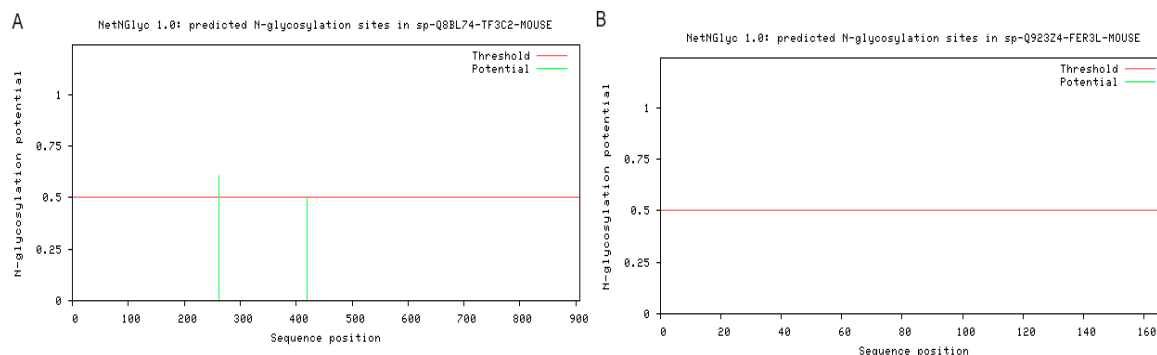 A
NetNGlyc 1.0: predicted N-glycosylation sites in sp-Q8BL74-TF3C2-MOUSE
Threshold
Potential
N-glycosylation potential
1
0.75
0.5
0.25
0
0 100 200 300 400 500 600 700 800 900
Sequence position
B
NetNGlyc 1.0: predicted N-glycosylation sites in sp-Q923Z4-FER3L-MOUSE
Threshold
Potential
N-glycosylation potential
1
0.75
0.5
0.25
0
0 20 40 60 80 100 120 140 160
Sequence position